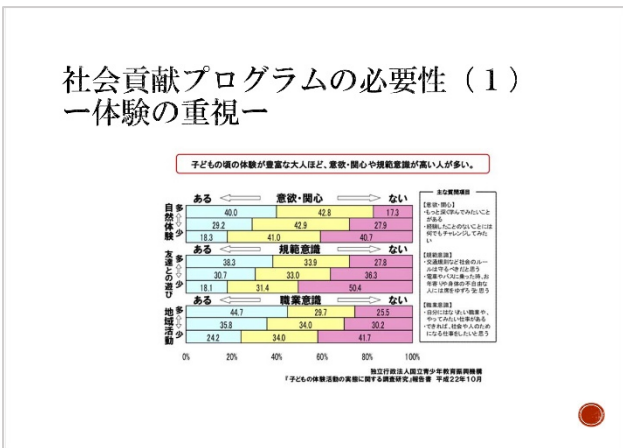 社会貢献プログラムの必要性（１）
ー体験の重視ー
子どもの頃の体験が豊富な大人ほど、意欲・関心や規範意識が高い人が多い。
ある 意欲・関心 ない
自然体験
多
少
40.0 42.8 17.3
29.2 42.9 27.9
18.3 41.0 40.7
ある 規範意識 ない
友達との遊び
多
少
38.3 33.9 27.8
30.7 33.0 36.3
18.1 31.4 50.4
ある 職業意識 ない
地域活動
多
少
44.7 29.7 25.5
35.8 34.0 30.2
24.2 34.0 41.7
0% 20% 40% 60% 80% 100%
主な質問項目
【意欲・関心】
・もっと深く学んでみたいこと
がある
・経験したことのないことには
何でもチャレンジしてみた
い
【規範意識】
・交通規則など社会のルー
ルは守るべきだと思う
・電車やバスに乗った時、お
年寄りや身体の不自由な
人には席をゆずろうと思う
【職業意識】
・自分にはなりたい職業や、
やってみたい仕事がある
・できれば、社会や人のため
になる仕事をしたいと思う
独立行政法人国立青少年教育振興機構
「子どもの体験活動の実態に関する調査研究」報告書 平成22年10月